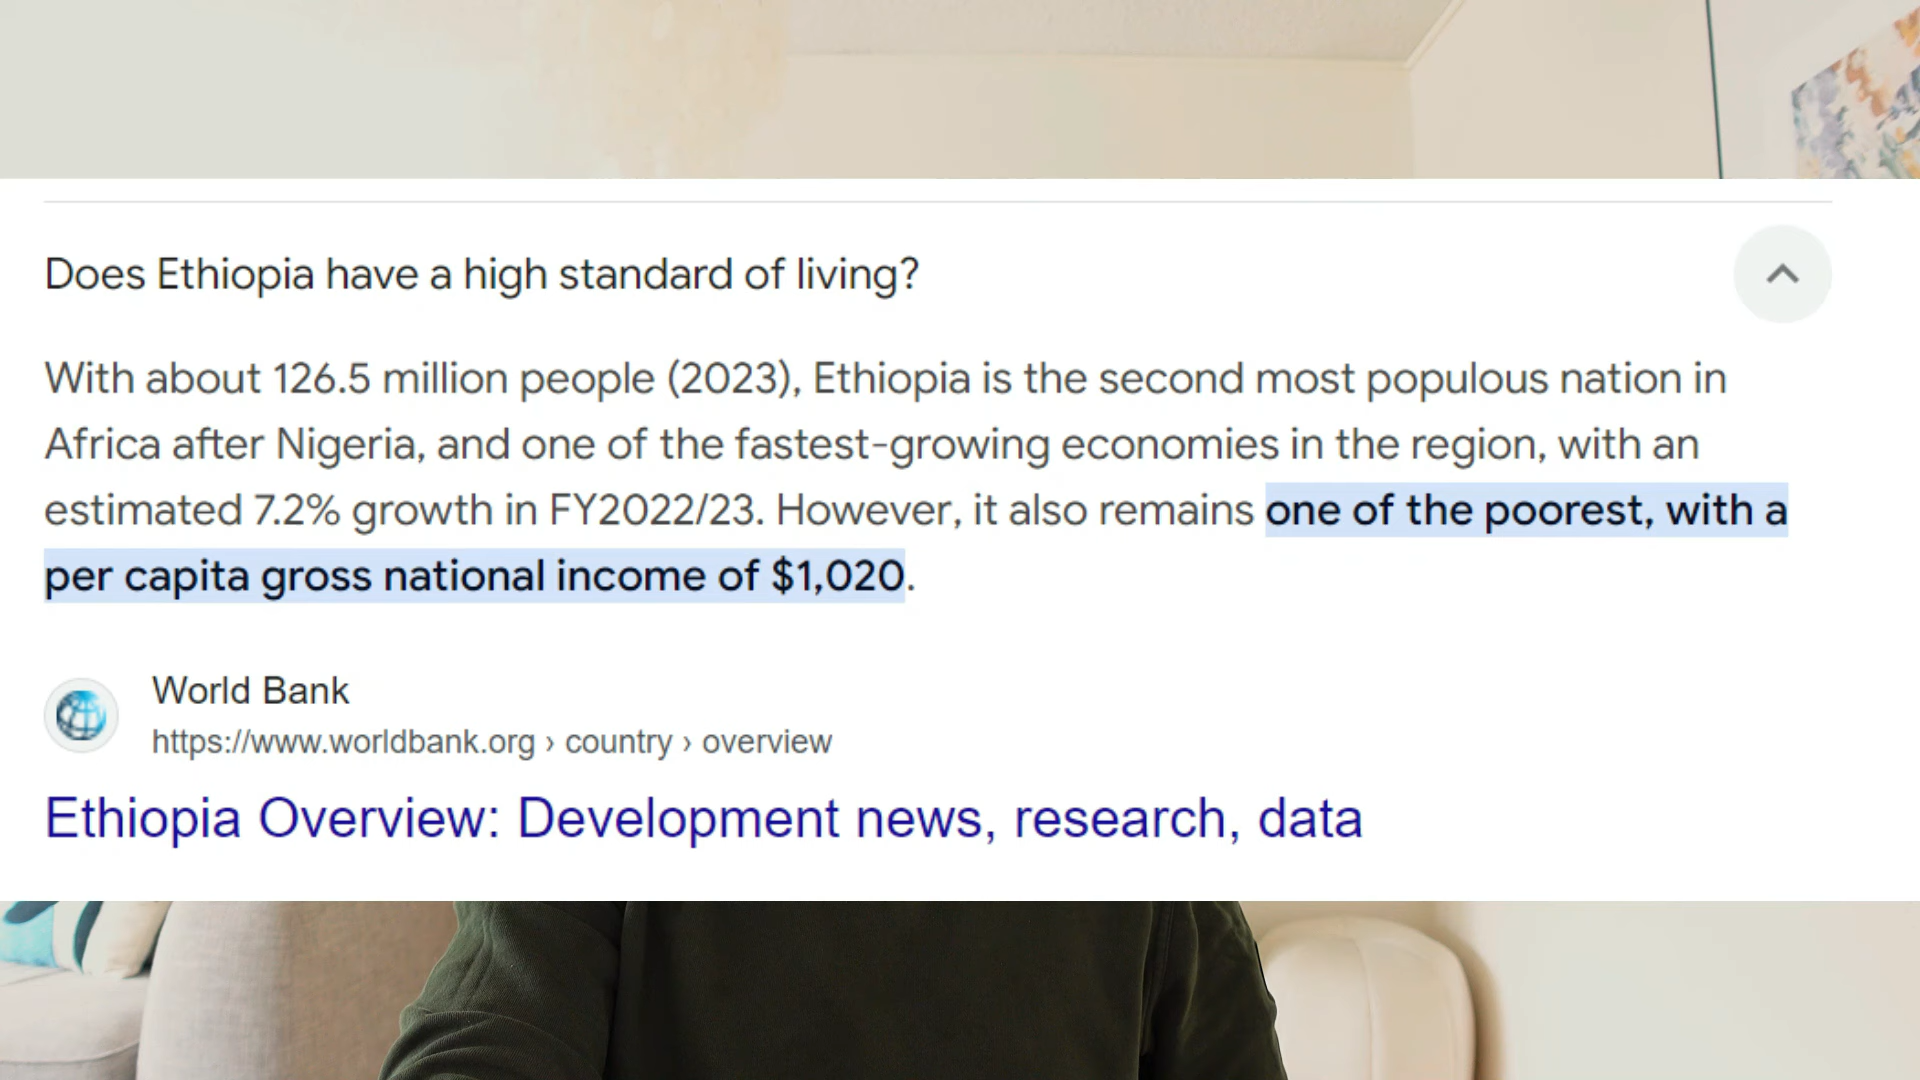 Does Ethiopia have a high standard of living?
With about 126.5 million people (2023), Ethiopia is the second most populous nation in
Africa after Nigeria, and one of the fastest-growing economies in the region, with an
estimated 7.2% growth in FY2022/23. However, it also remains one of the poorest, with a
per capita gross national income of $1,020.
World Bank
https://www.worldbank.org › country › overview
Ethiopia Overview: Development news, research, data